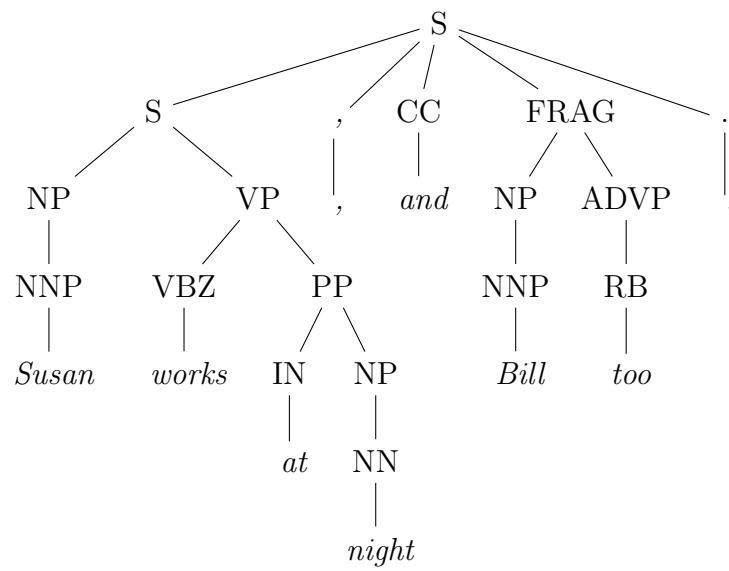 S
S , CC FRAG .
NP VP , and NP ADVP .
NNP VBZ PP NNP RB
Susan works IN NP Bill too
at NN
night